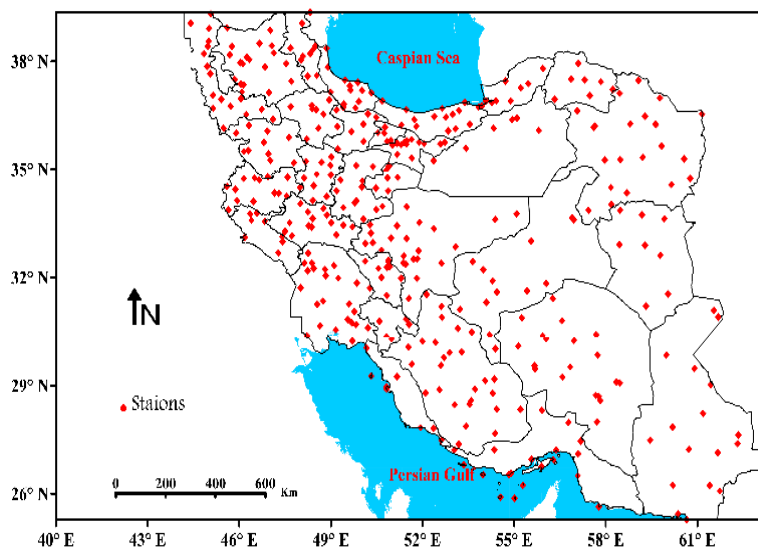 38° N
Caspian Sea
35° N
32° N
N
29° N
Staions
Persian Gulf
0 200 400 600
Km
26° N
40° E 43° E 46° E 49° E 52° E 55° E 58° E 61° E